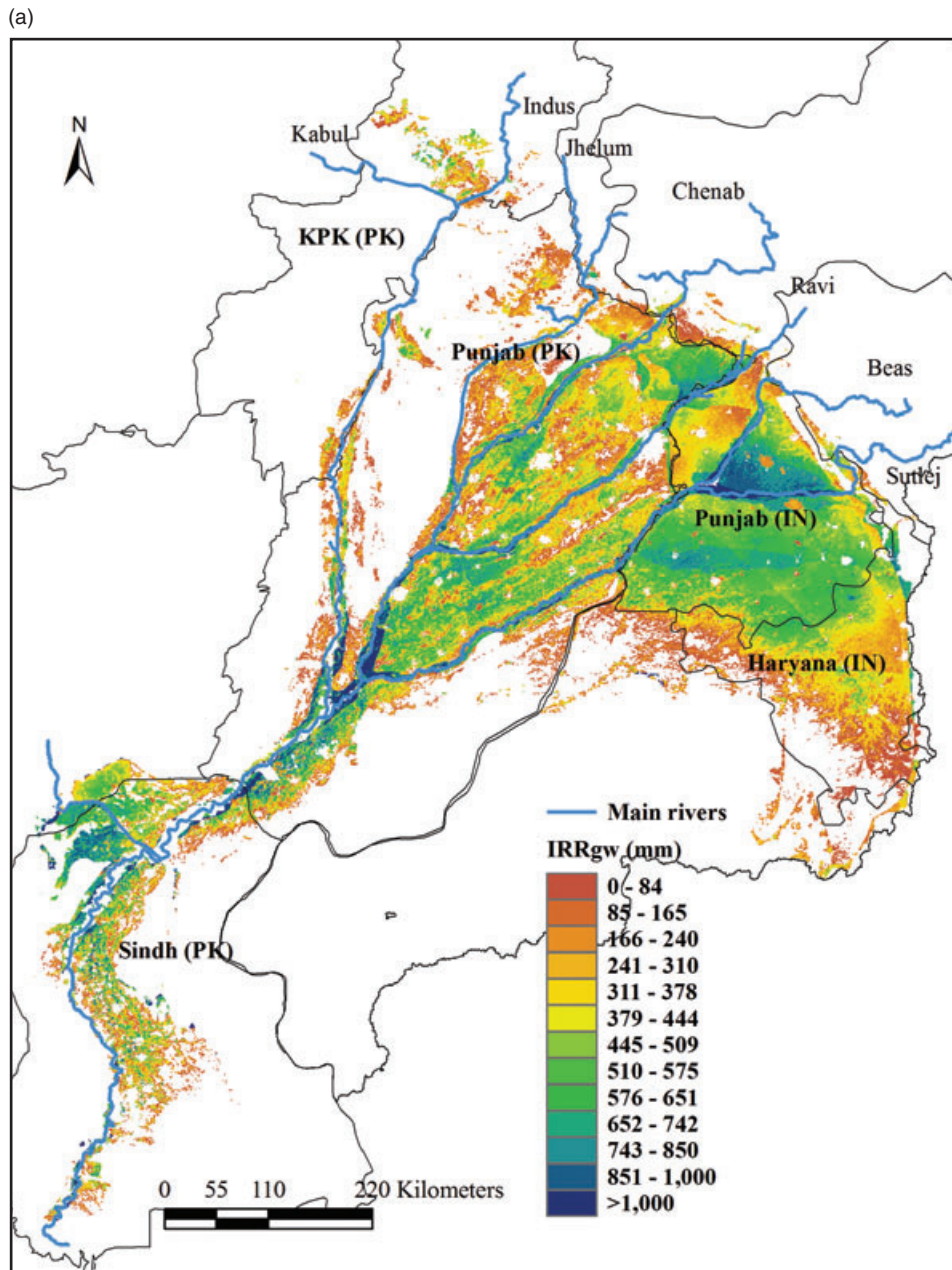 (a)
N
Indus
Kabul
Jhelum
Chenab
KPK (PK)
Ravi
Punjab (PK)
Beas
Sutlej
Punjab (IN)
Haryana (IN)
Main rivers
IRRgw (mm)
0 - 84
85 - 165
166 - 240
241 - 310
311 - 378
379 - 444
445 - 509
510 - 575
576 - 651
652 - 742
743 - 850
851 - 1,000
>1,000
Sindh (PK)
0 55 110 220 Kilometers